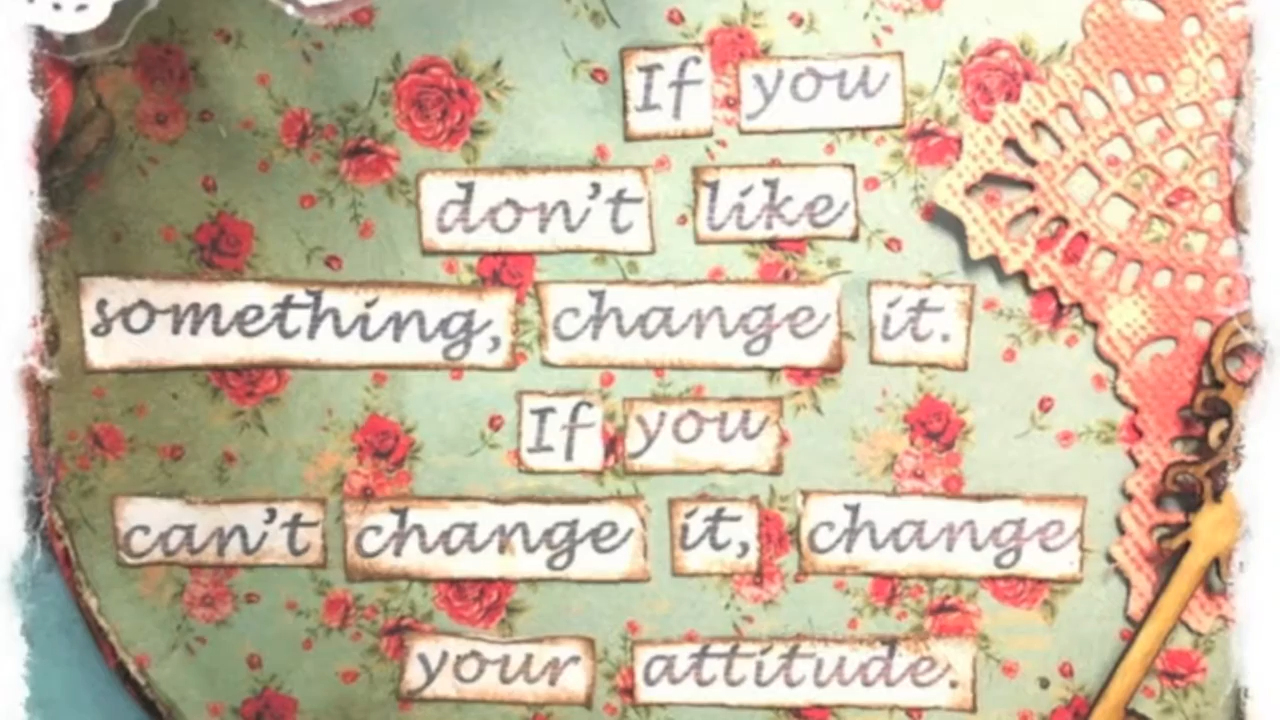 If you
don't like
something, change it.
If you
can't change it, change
your attitude.